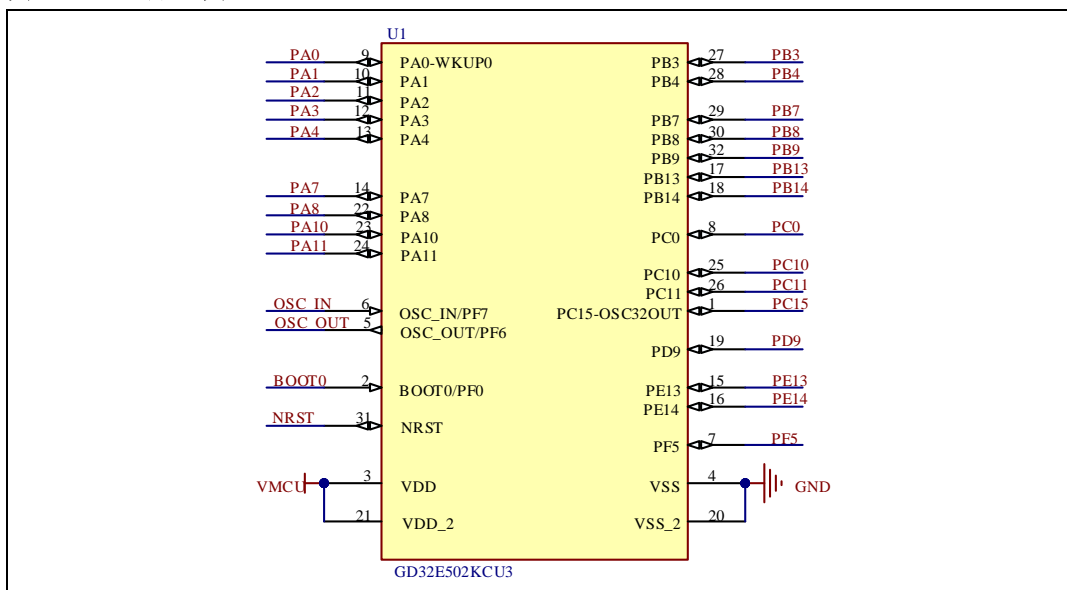 U1
PA0 9 PA0-WKUP0 PB3 27 PB3
PA1 10 PA1 PB4 28 PB4
PA2 11 PA2
PA3 12 PA3 PB7 29 PB7
PA4 13 PA4 PB8 30 PB8
PB9 32 PB9
PB13 17 PB13
PA7 14 PA7 PB14 18 PB14
PA8 22 PA8
PA10 23 PA10 PC0 8 PC0
PA11 24 PA11
PC10 25 PC10
PC11 26 PC11
OSC_IN 6 OSC_IN/PF7 PC15-OSC32OUT 1 PC15
OSC_OUT 5 OSC_OUT/PF6
PD9 19 PD9
BOOT0 2 BOOT0/PF0 PE13 15 PE13
PE14 16 PE14
NRST 31 NRST
PF5 7 PF5
VMCU 3 VDD VSS 4 GND
21 VDD_2 VSS_2 20
GD32E502KCU3